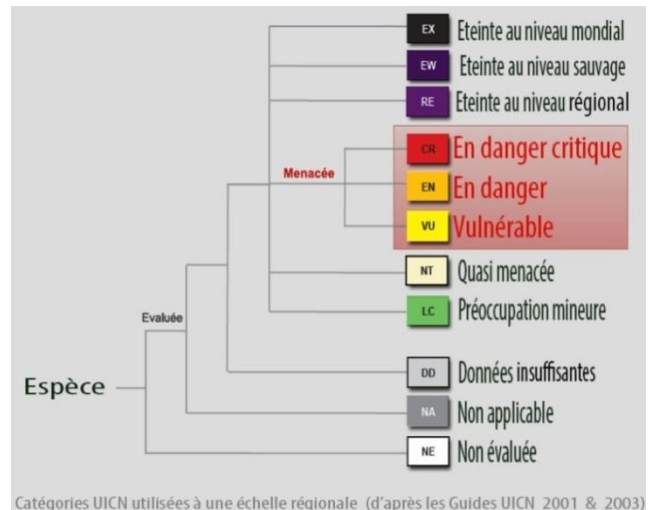 EX Eteinte au niveau mondial
EW Eteinte au niveau sauvage
RE Eteinte au niveau régional
Menacée
CR En danger critique
EN En danger
VU Vulnérable
NT Quasi menacée
Evaluée
LC Préoccupation mineure
Espèce
DD Données insuffisantes
NA Non applicable
NE Non évaluée
Catégories UICN utilisées à une échelle régionale (d'après les Guides UICN 2001 & 2003)